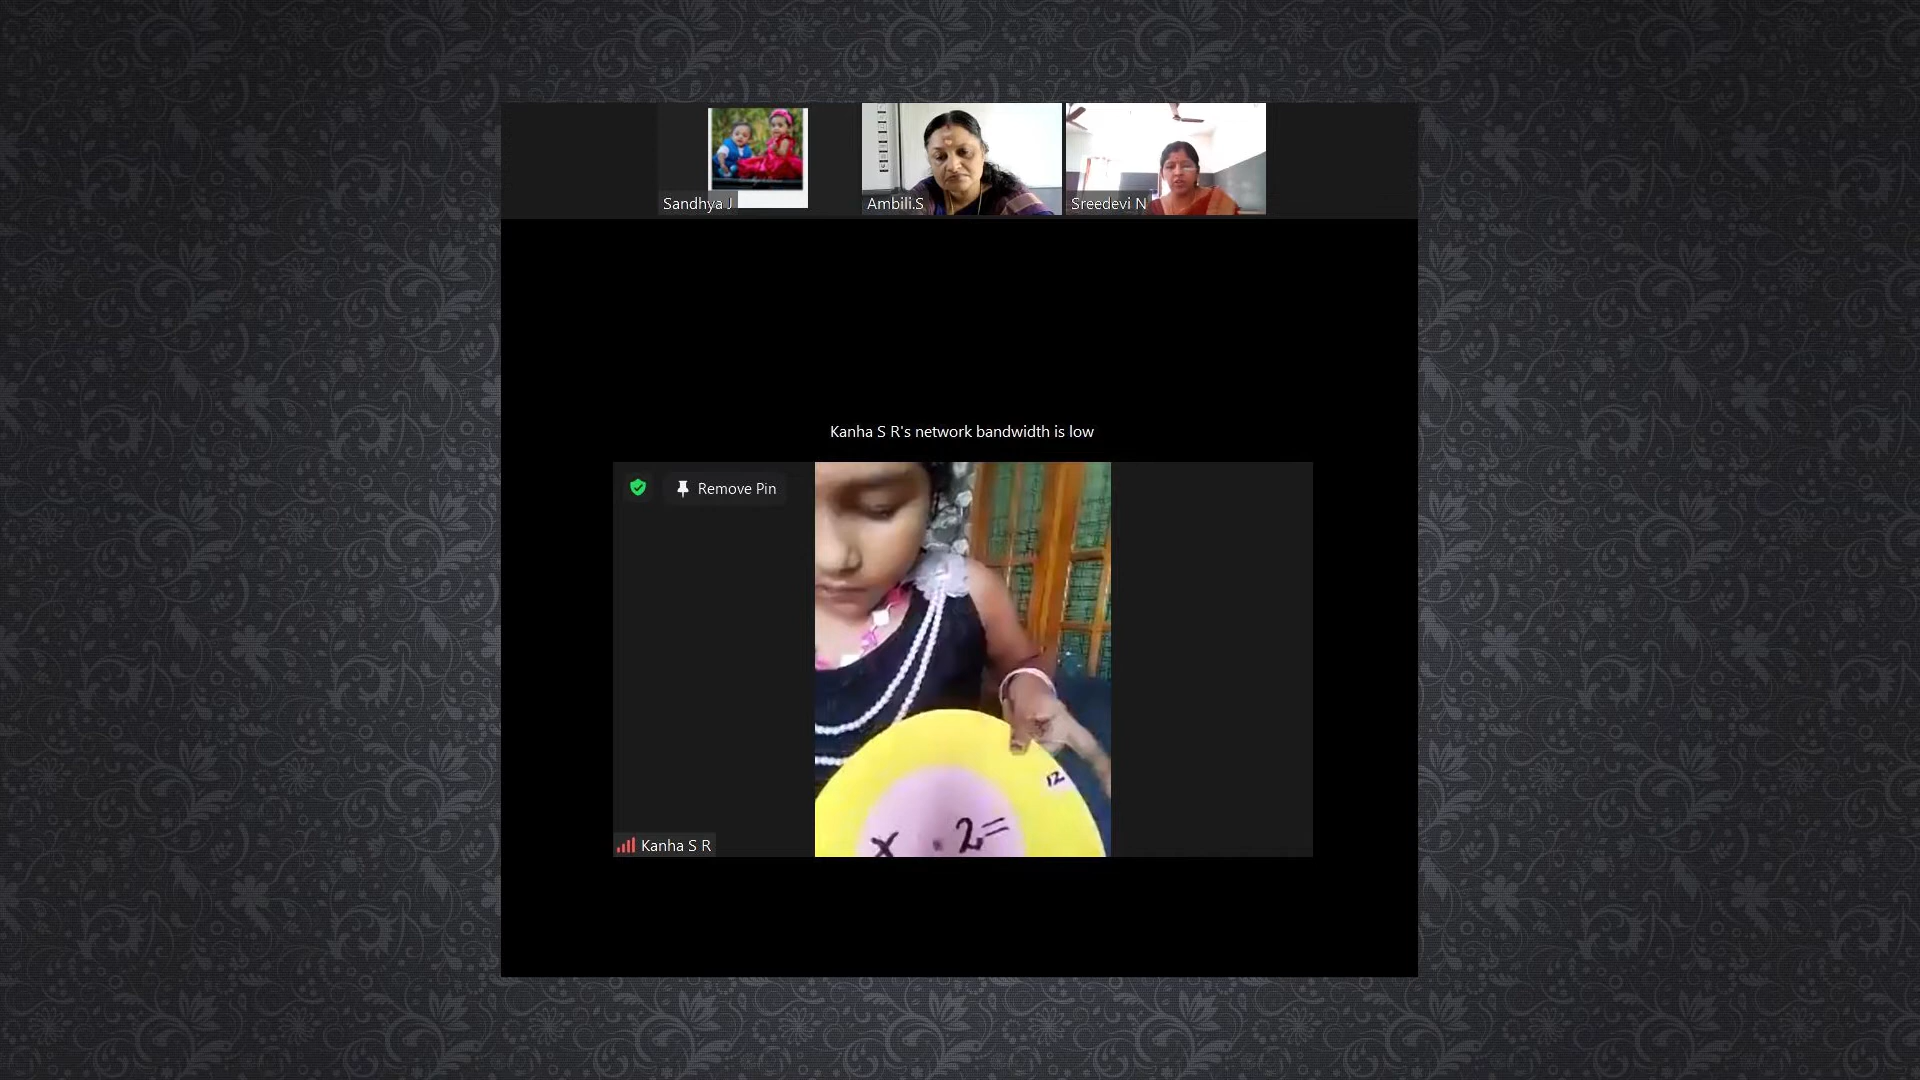 Sandhya J
Ambili.S
Sreedevi N
Kanha S R's network bandwidth is low
Remove Pin
12
x 2=
Kanha S R